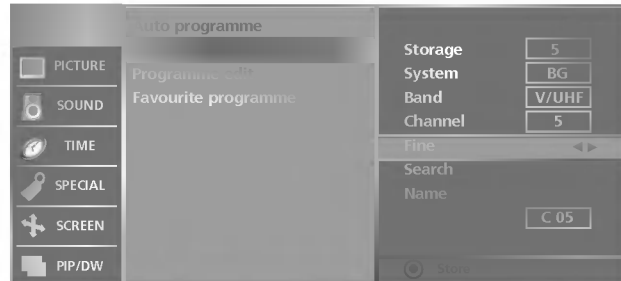 Auto programme
Programme edit
Favourite programme
PICTURE
SOUND
TIME
SPECIAL
SCREEN
PIP/DW
Storage 5
System BG
Band V/UHF
Channel 5
Fine ◀▶
Search
Name
C 05
Store